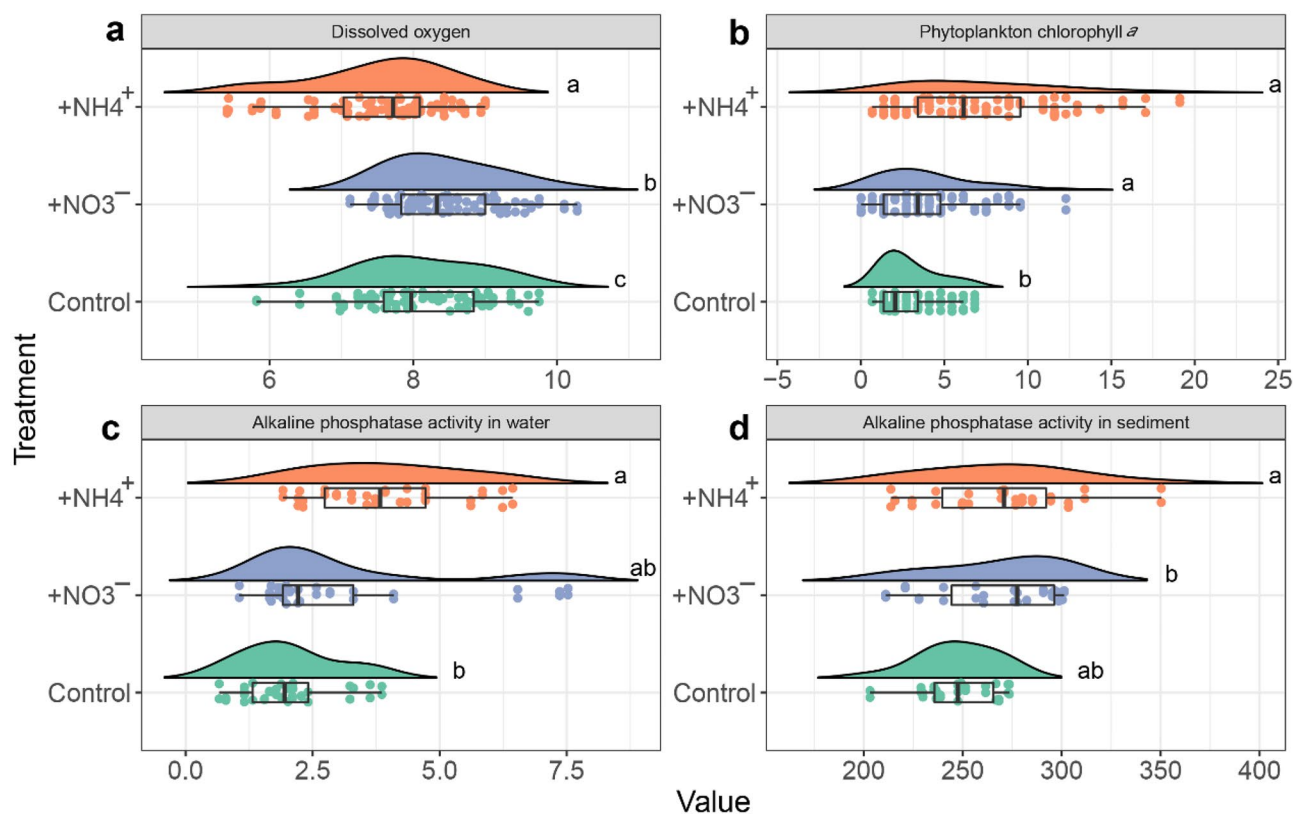 a
Dissolved oxygen
+NH4⁺
a
+NO3⁻
b
Control
c
6 8 10
b
Phytoplankton chlorophyll a
+NH4⁺
a
+NO3⁻
a
Control
b
−5 0 5 10 15 20 25
c
Alkaline phosphatase activity in water
+NH4⁺
a
+NO3⁻
ab
Control
b
0.0 2.5 5.0 7.5
d
Alkaline phosphatase activity in sediment
+NH4⁺
a
+NO3⁻
b
Control
ab
200 250 300 350 400
Treatment
Value